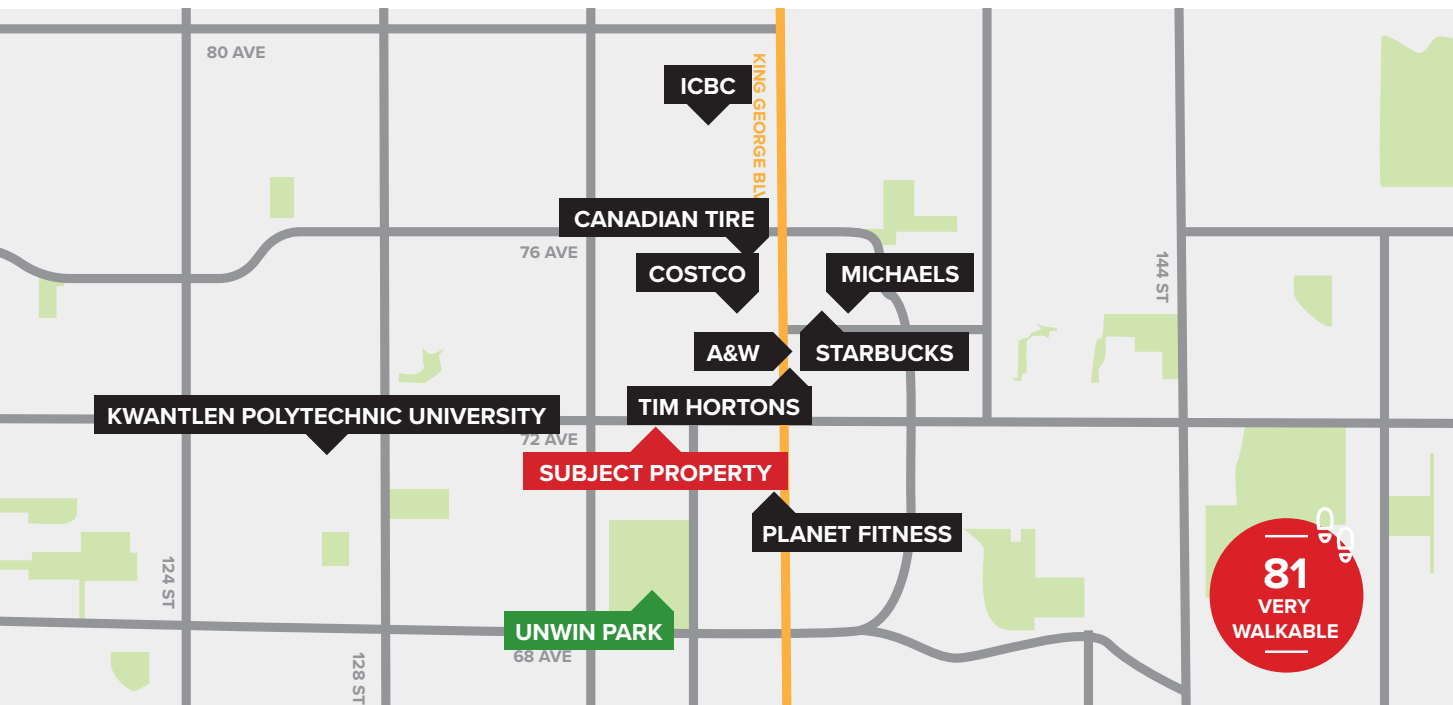 80 AVE
KING GEORGE BLV
ICBC
CANADIAN TIRE
76 AVE
COSTCO
MICHAELS
144 ST
A&W
STARBUCKS
TIM HORTONS
KWANTLEN POLYTECHNIC UNIVERSITY
72 AVE
SUBJECT PROPERTY
PLANET FITNESS
124 ST
81
VERY
WALKABLE
UNWIN PARK
68 AVE
128 ST